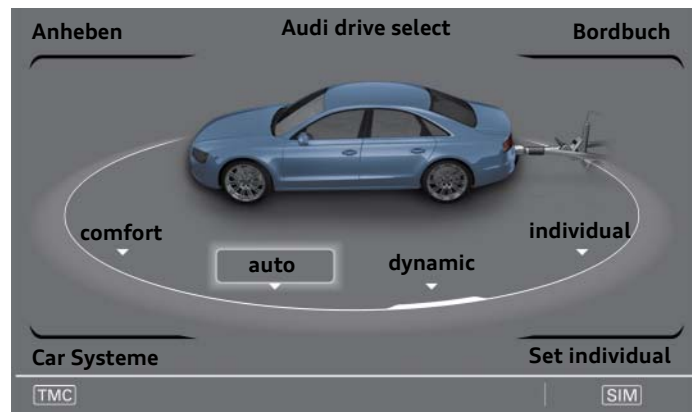 Anheben Audi drive select Bordbuch
comfort individual
auto dynamic
Car Systeme Set individual
TMC SIM